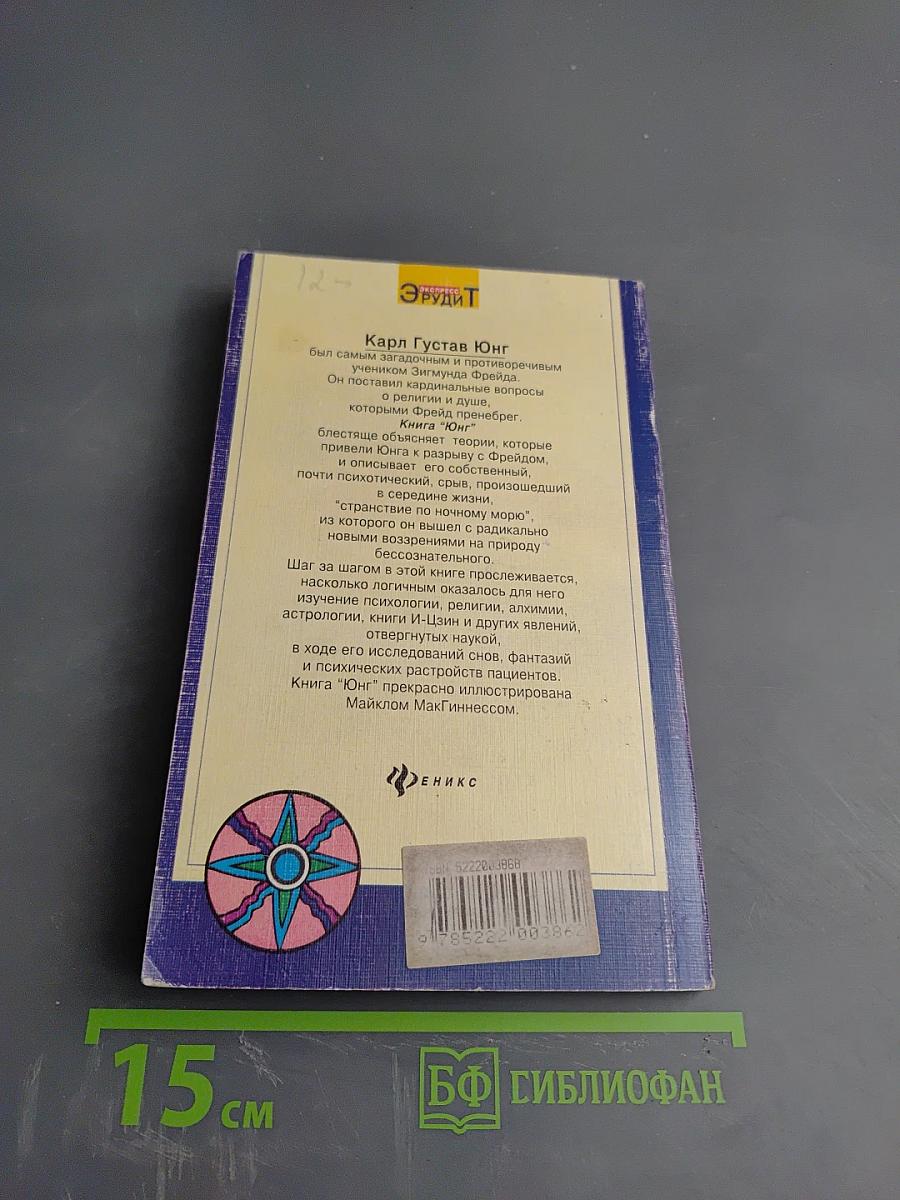 12-
ЭКСПРЕСС
ЭРУДИТ
Карл Густав Юнг
был самым загадочным и противоречивым
учеником Зигмунда Фрейда.
Он поставил кардинальные вопросы
о религии и душе,
которыми Фрейд пренебрег.
Книга "Юнг"
блестяще объясняет теории, которые
привели Юнга к разрыву с Фрейдом,
и описывает его собственный,
почти психотический, срыв, произошедший
в середине жизни,
"странствие по ночному морю",
из которого он вышел с радикально
новыми воззрениями на природу
бессознательного.
Шаг за шагом в этой книге прослеживается,
насколько логичным оказалось для него
изучение психологии, религии, алхимии,
астрологии, книги И-Цзин и других явлений,
отвергнутых наукой,
в ходе его исследований снов, фантазий
и психических растройств пациентов.
Книга "Юнг" прекрасно иллюстрирована
Майклом МакГиннессом.
ФЕНИКС
ISBN 5222003868
9 785222 003862
15 см
БФ БИБЛИОФАН